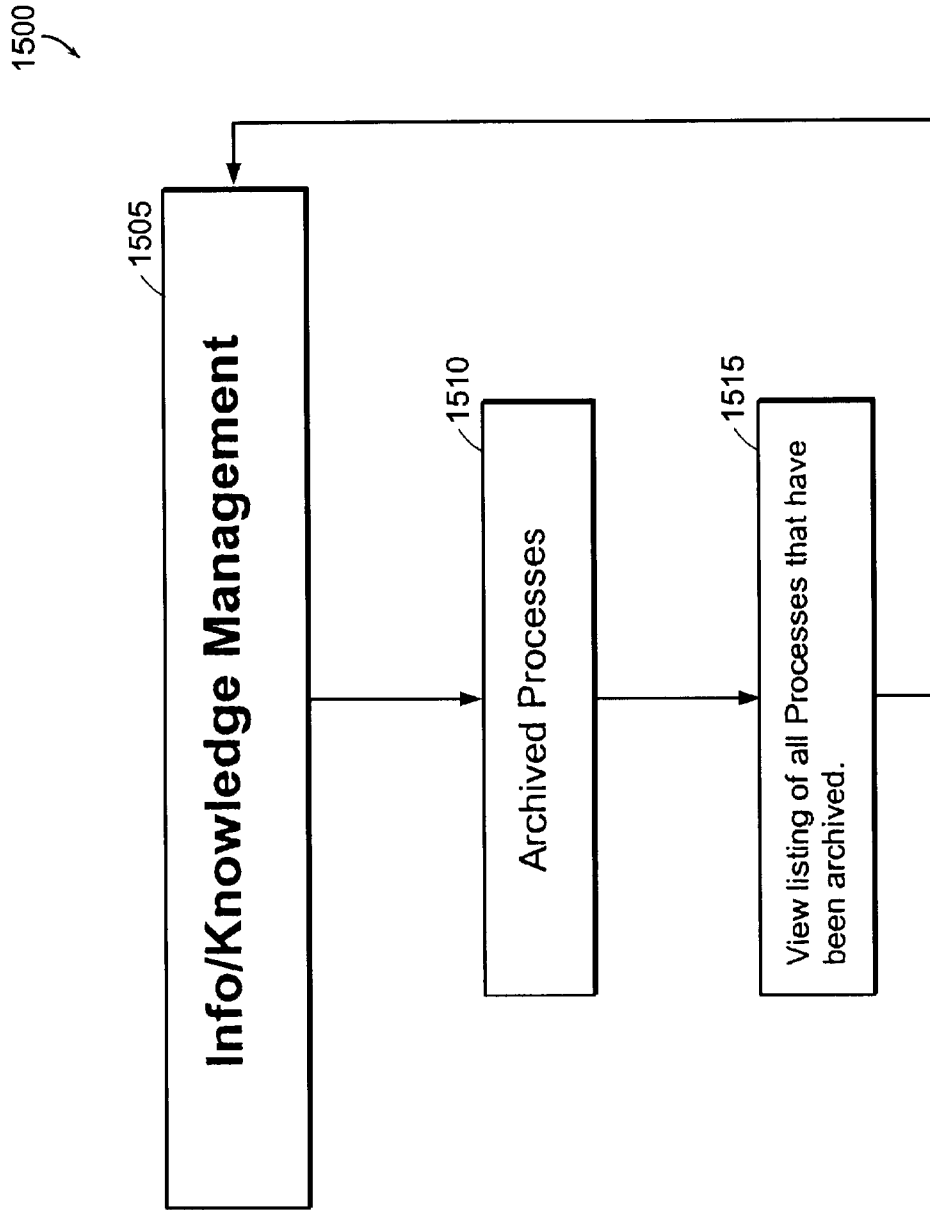 1500
1505
Info/Knowledge Management
1510
Archived Processes
1515
View listing of all Processes that have
been archived.